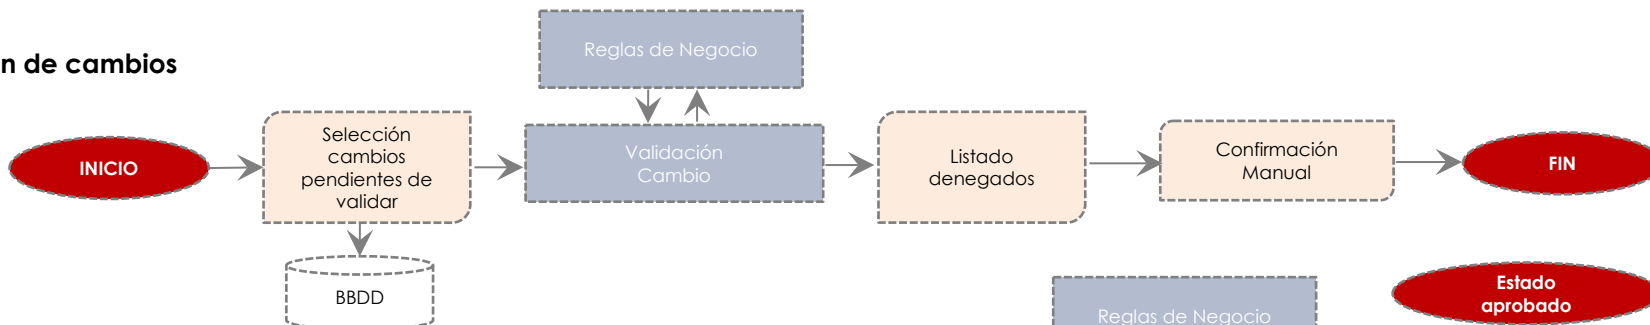 n de cambios
Reglas de Negocio
INICIO
Selección
cambios
pendientes de
validar
Validación
Cambio
Listado
denegados
Confirmación
Manual
FIN
BBDD
Reglas de Negocio
Estado
aprobado